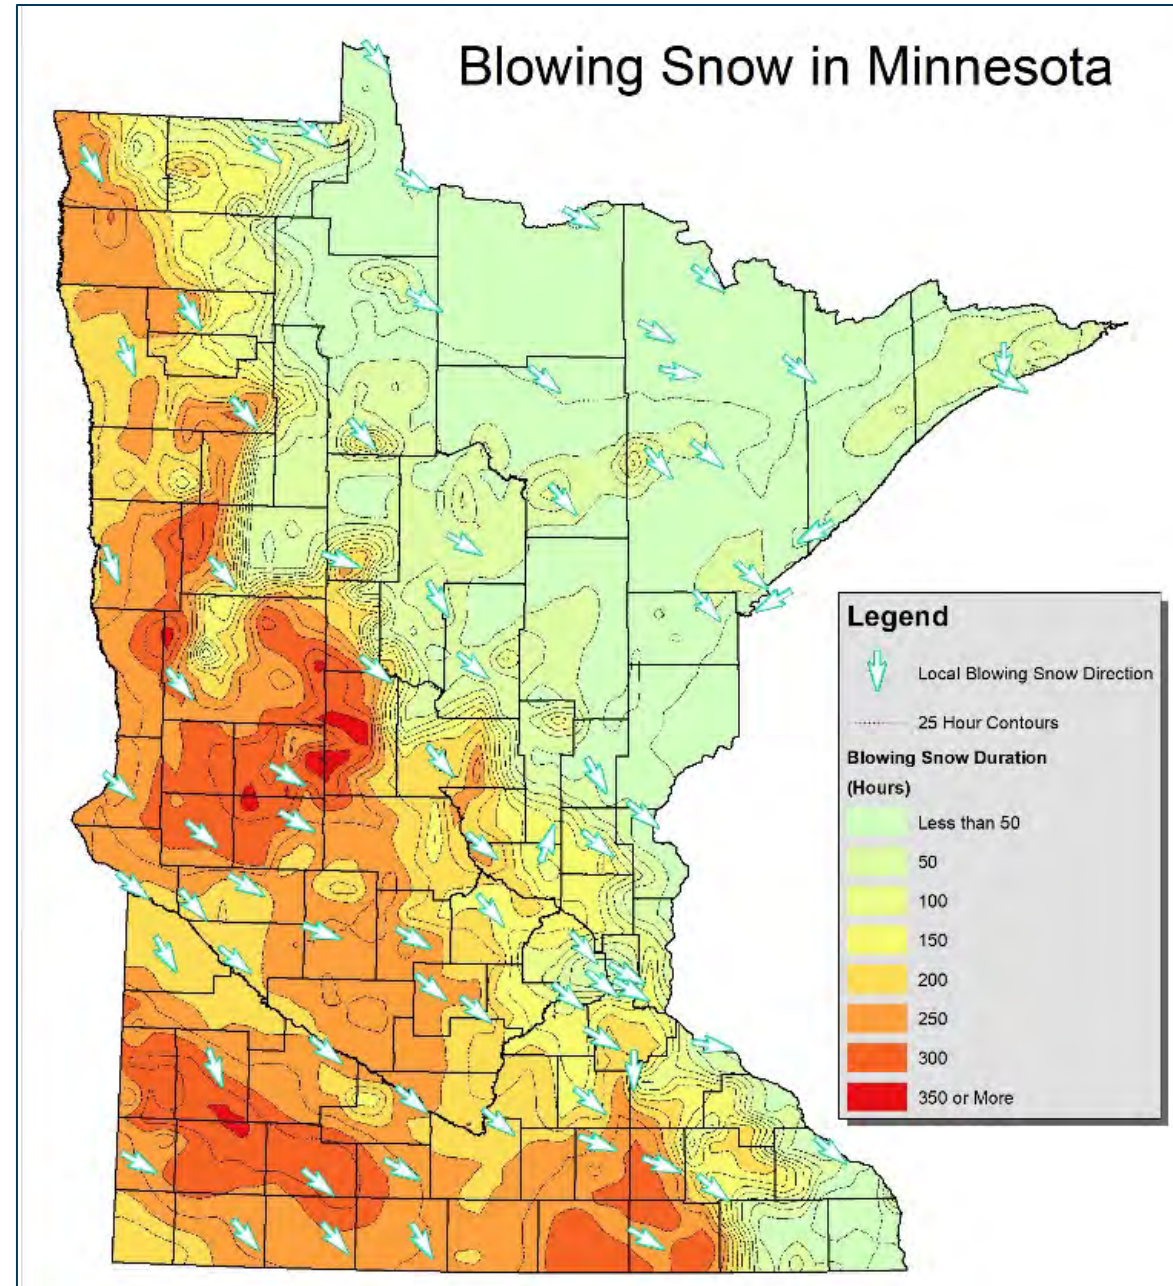 Blowing Snow in Minnesota
Legend
Local Blowing Snow Direction
25 Hour Contours
Blowing Snow Duration
(Hours)
Less than 50
50
100
150
200
250
300
350 or More